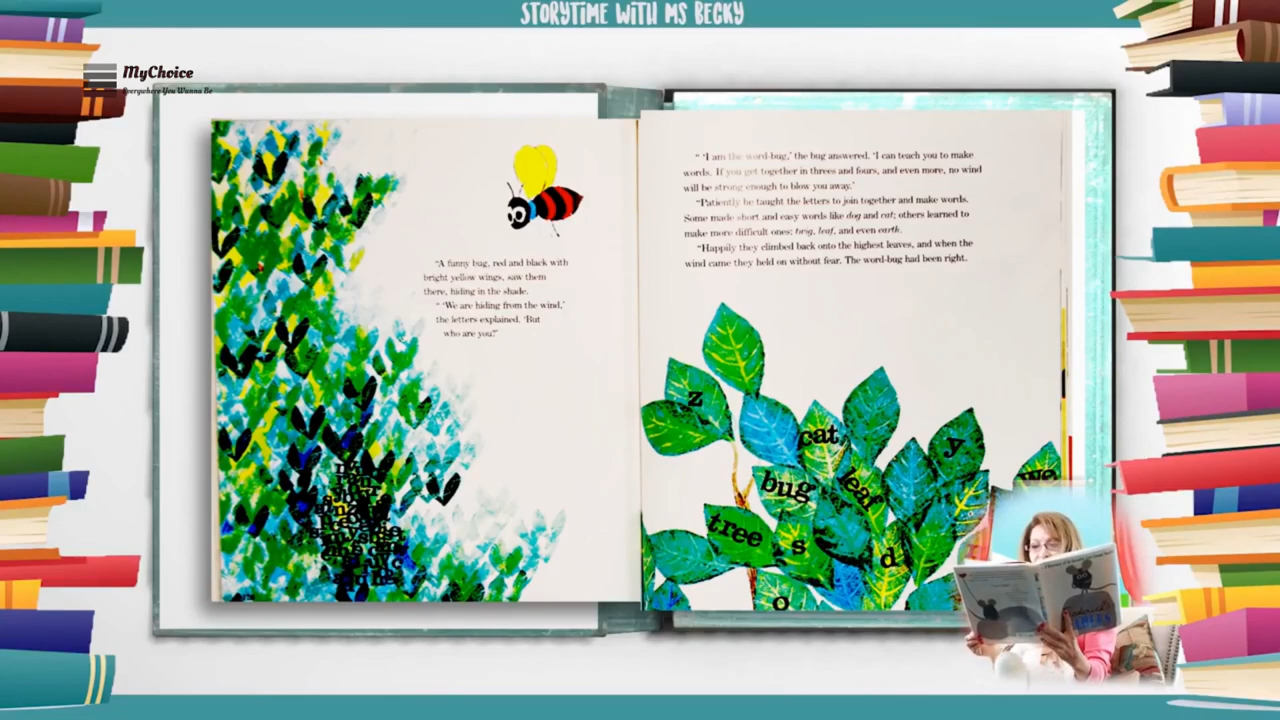 STORYTIME WITH MS BECKY
MyChoice
Everywhere You Wanna Be
"A funny bug, red and black with
bright yellow wings, saw them
there, hiding in the shade.
" 'We are hiding from the wind,'
the letters explained. 'But
who are you?'
" 'I am the word-bug,' the bug answered. 'I can teach you to make
words. If you get together in threes and fours, and even more, no wind
will be strong enough to blow you away.'
"Patiently he taught the letters to join together and make words.
Some made short and easy words like dog and cat; others learned to
make more difficult ones: twig, leaf, and even earth.
"Happily they climbed back onto the highest leaves, and when the
wind came they held on without fear. The word-bug had been right.
z
cat
y
bug
leaf
we
tree
s
d
o